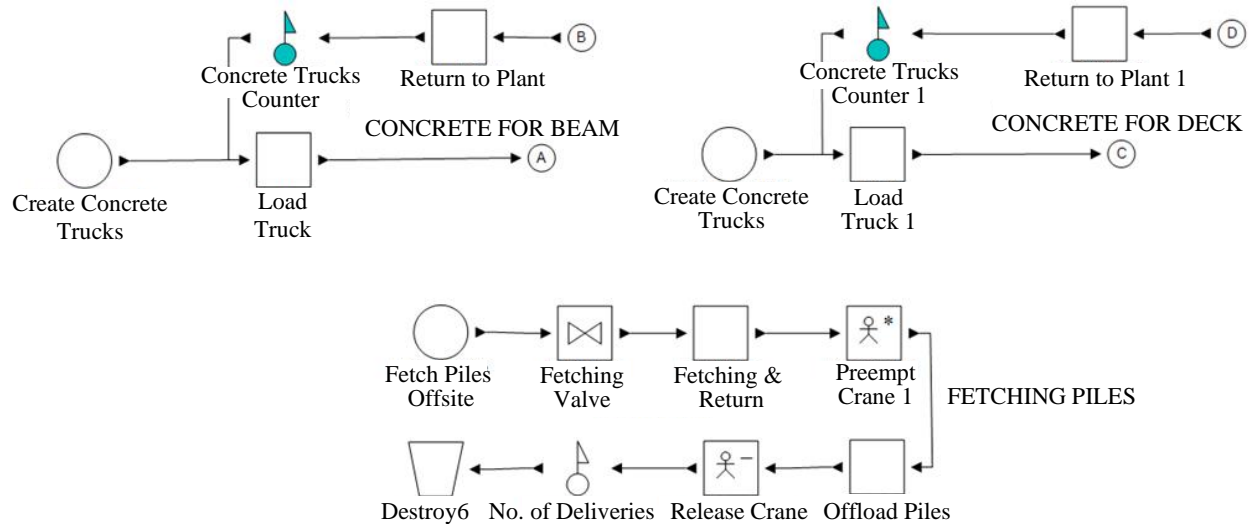 B
Concrete Trucks
Counter
Return to Plant
CONCRETE FOR BEAM
A
Create Concrete
Trucks
Load
Truck
D
Concrete Trucks
Counter 1
Return to Plant 1
CONCRETE FOR DECK
C
Create Concrete
Trucks
Load
Truck 1
*
Fetch Piles
Offsite
Fetching
Valve
Fetching &
Return
Preempt
Crane 1
FETCHING PILES
Destroy6
No. of Deliveries
Release Crane
Offload Piles